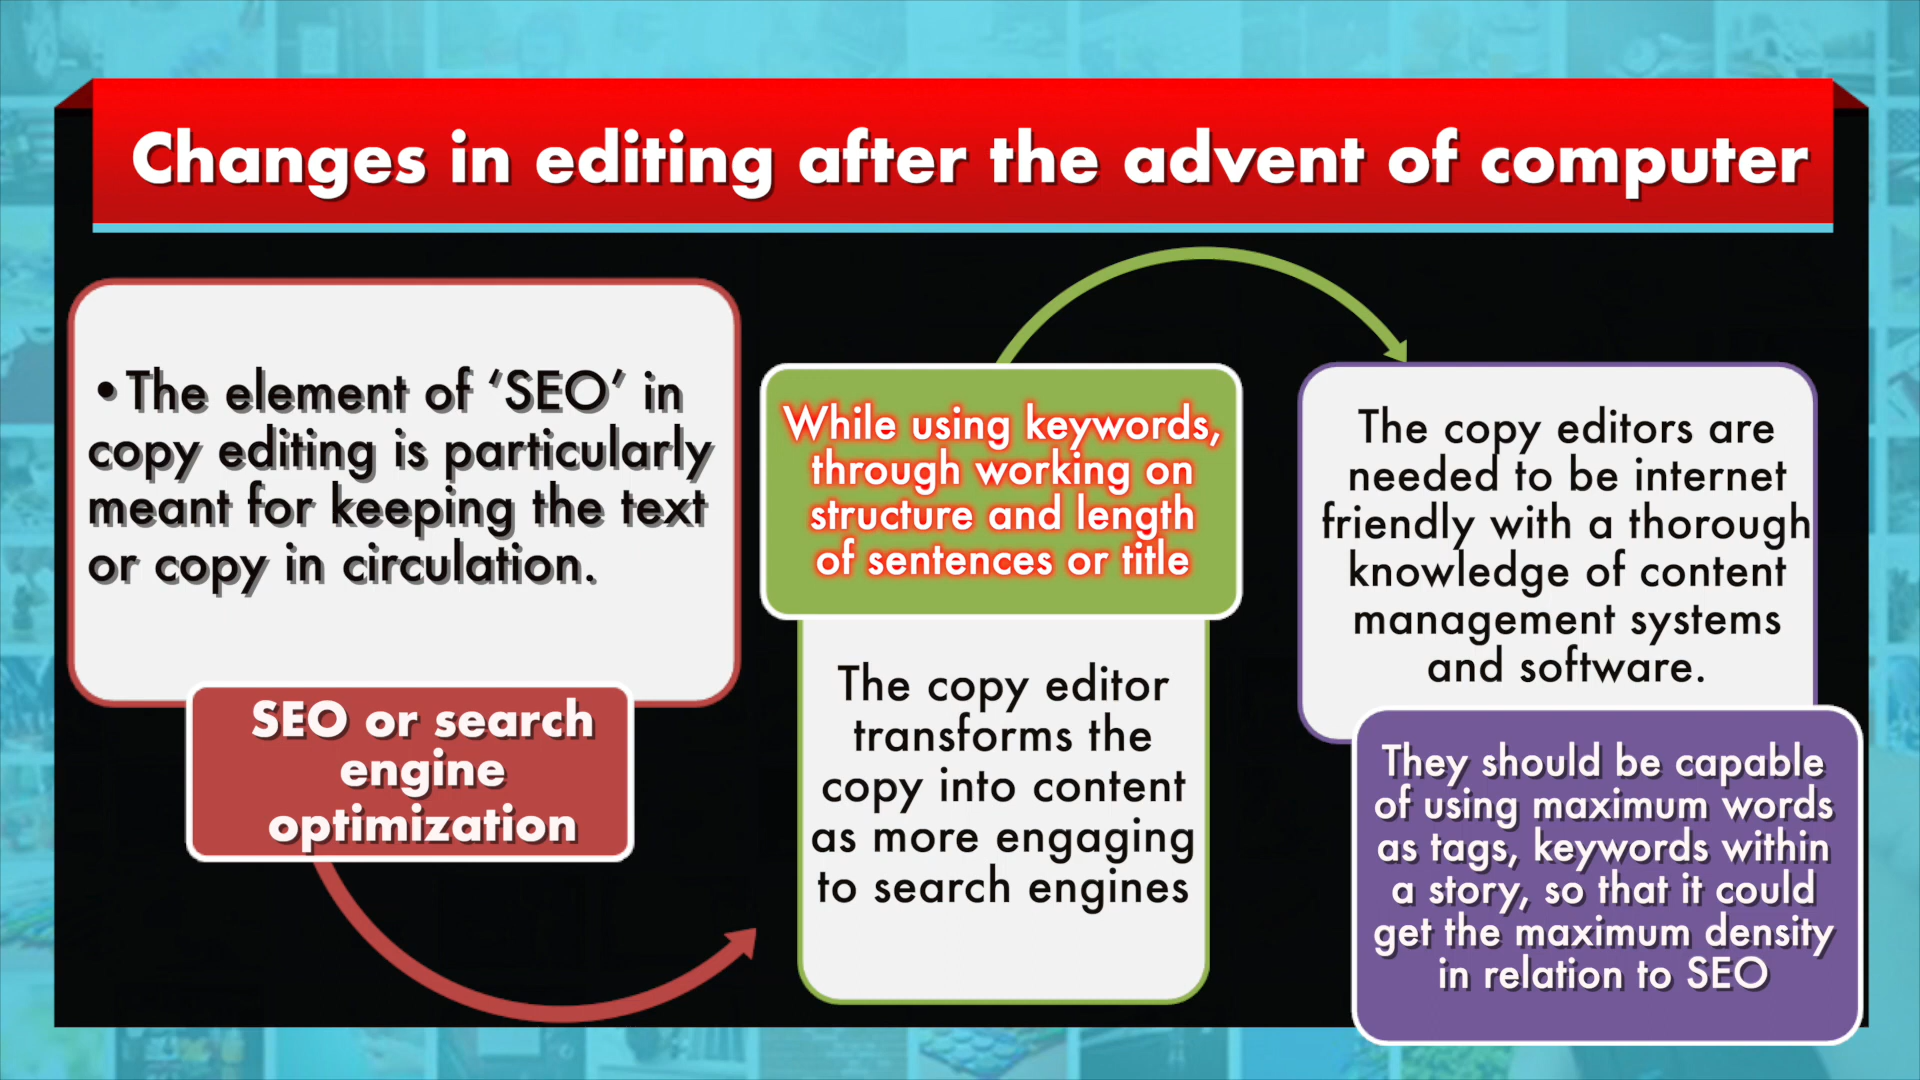 Changes in editing after the advent of computer
•The element of ‘SEO’ in
copy editing is particularly
meant for keeping the text
or copy in circulation.
SEO or search
engine
optimization
While using keywords,
through working on
structure and length
of sentences or title
The copy editor
transforms the
copy into content
as more engaging
to search engines
The copy editors are
needed to be internet
friendly with a thorough
knowledge of content
management systems
and software.
They should be capable
of using maximum words
as tags, keywords within
a story, so that it could
get the maximum density
in relation to SEO